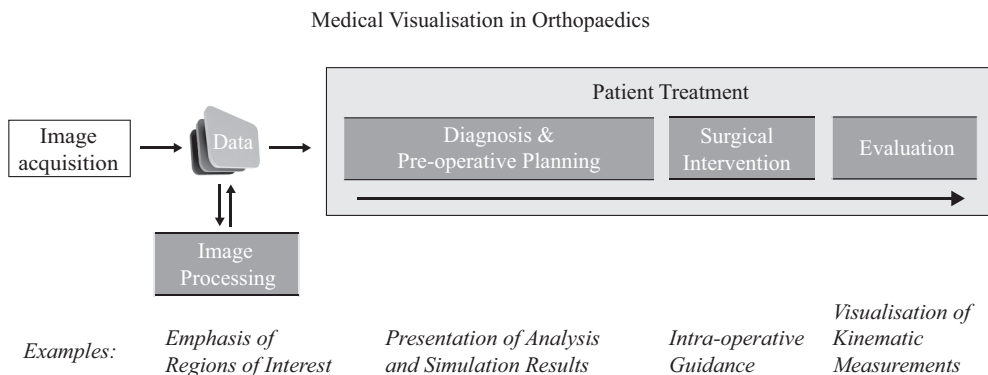 Medical Visualisation in Orthopaedics
Patient Treatment
Image
acquisition
Data
Diagnosis &
Pre-operative Planning
Surgical
Intervention
Evaluation
Image
Processing
Examples:
Emphasis of
Regions of Interest
Presentation of Analysis
and Simulation Results
Intra-operative
Guidance
Visualisation of
Kinematic
Measurements